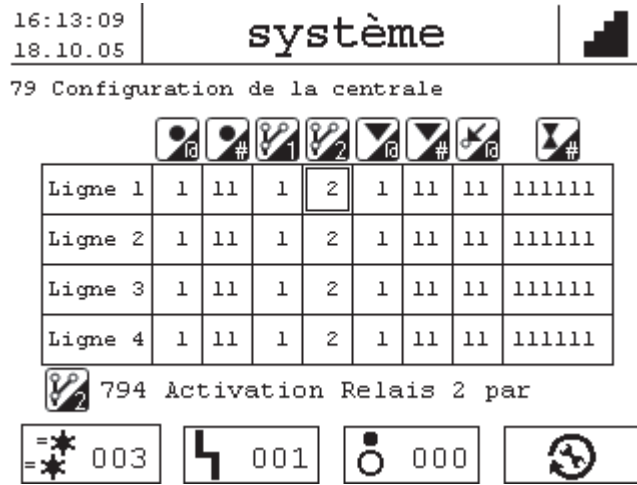 16:13:09
système
18.10.05
79 Configuration de la centrale
@ # 1 2 @ # @ #
Ligne 1 1 11 1 2 1 11 11 111111
Ligne 2 1 11 1 2 1 11 11 111111
Ligne 3 1 11 1 2 1 11 11 111111
Ligne 4 1 11 1 2 1 11 11 111111
2 794 Activation Relais 2 par
003 001 000